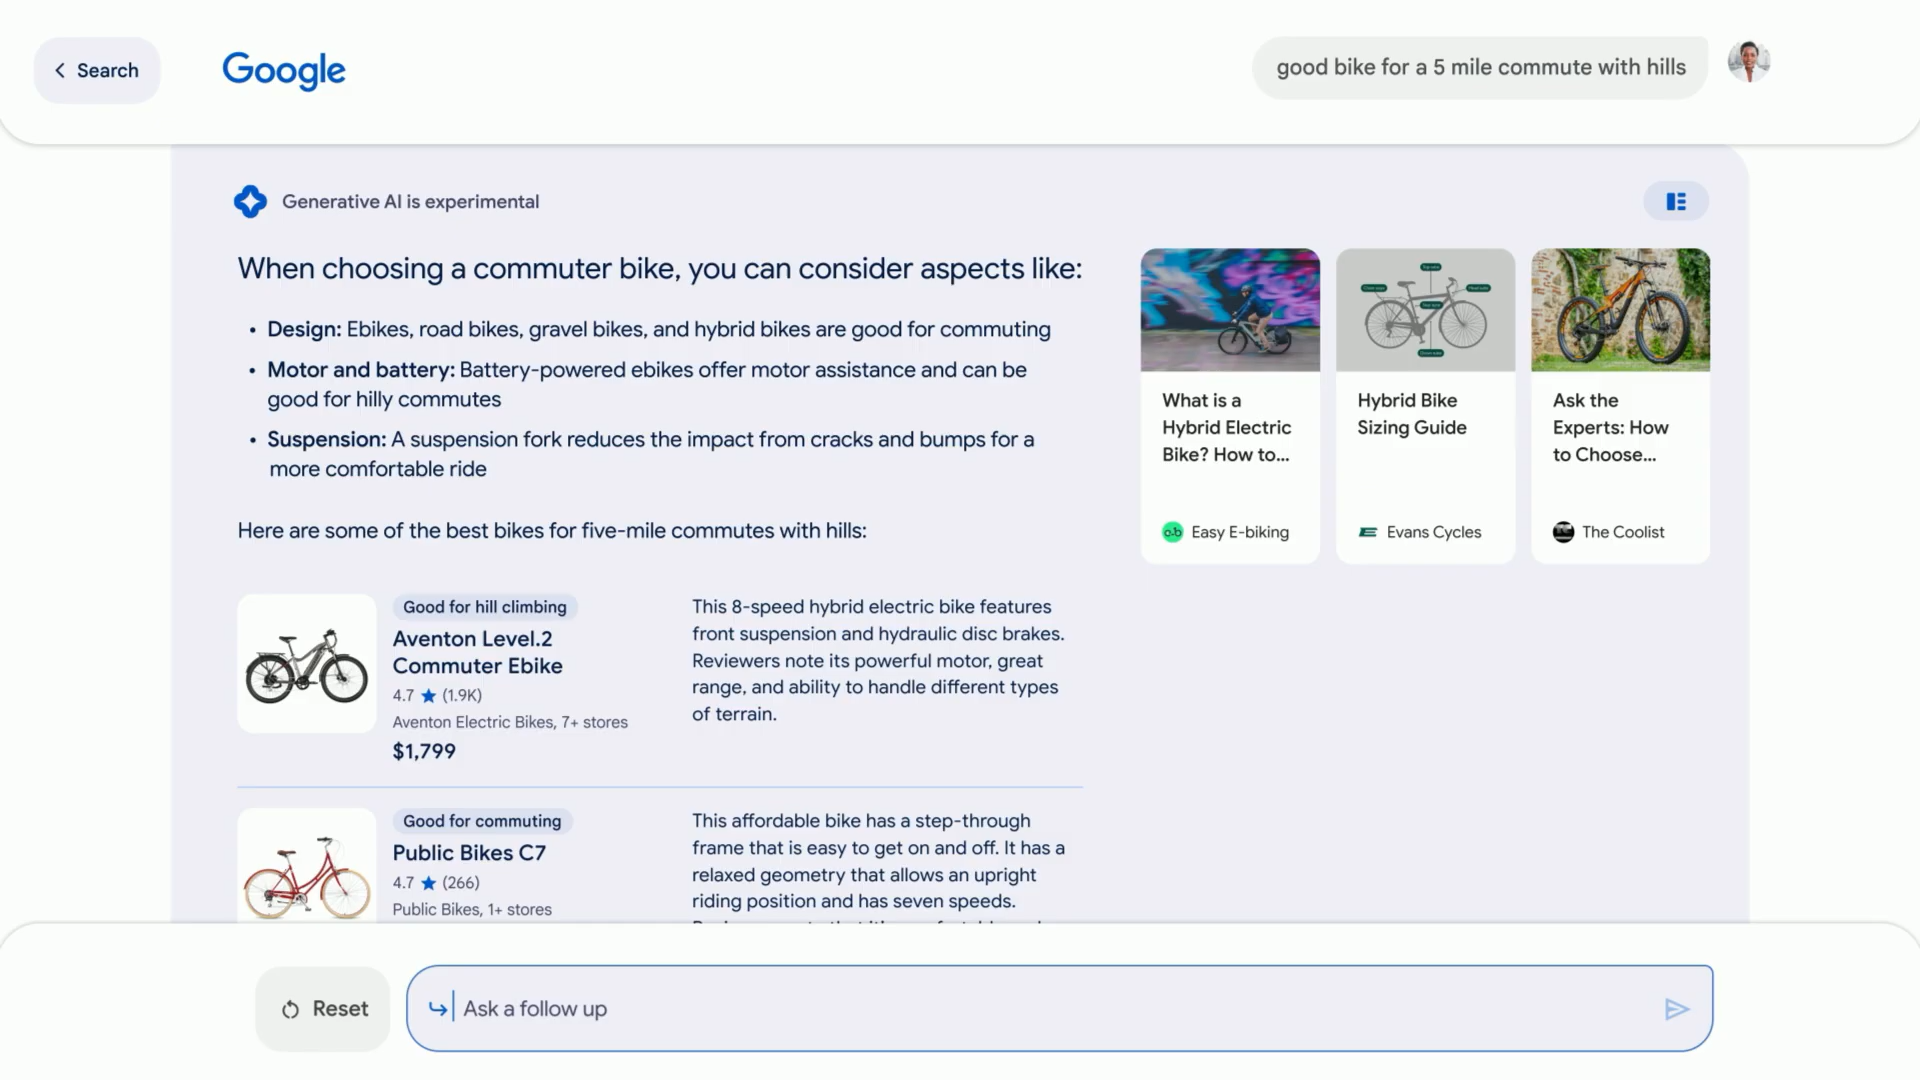 Search
Google
good bike for a 5 mile commute with hills
Generative AI is experimental
When choosing a commuter bike, you can consider aspects like:
• Design: Ebikes, road bikes, gravel bikes, and hybrid bikes are good for commuting
• Motor and battery: Battery-powered ebikes offer motor assistance and can be
good for hilly commutes
• Suspension: A suspension fork reduces the impact from cracks and bumps for a
more comfortable ride
Here are some of the best bikes for five-mile commutes with hills:
Good for hill climbing
Aventon Level.2
Commuter Ebike
4.7 ★ (1.9K)
Aventon Electric Bikes, 7+ stores
$1,799
This 8-speed hybrid electric bike features
front suspension and hydraulic disc brakes.
Reviewers note its powerful motor, great
range, and ability to handle different types
of terrain.
Good for commuting
Public Bikes C7
4.7 ★ (266)
Public Bikes, 1+ stores
This affordable bike has a step-through
frame that is easy to get on and off. It has a
relaxed geometry that allows an upright
riding position and has seven speeds.
What is a
Hybrid Electric
Bike? How to...
Easy E-biking
Hybrid Bike
Sizing Guide
Evans Cycles
Ask the
Experts: How
to Choose...
The Coolist
Reset
Ask a follow up